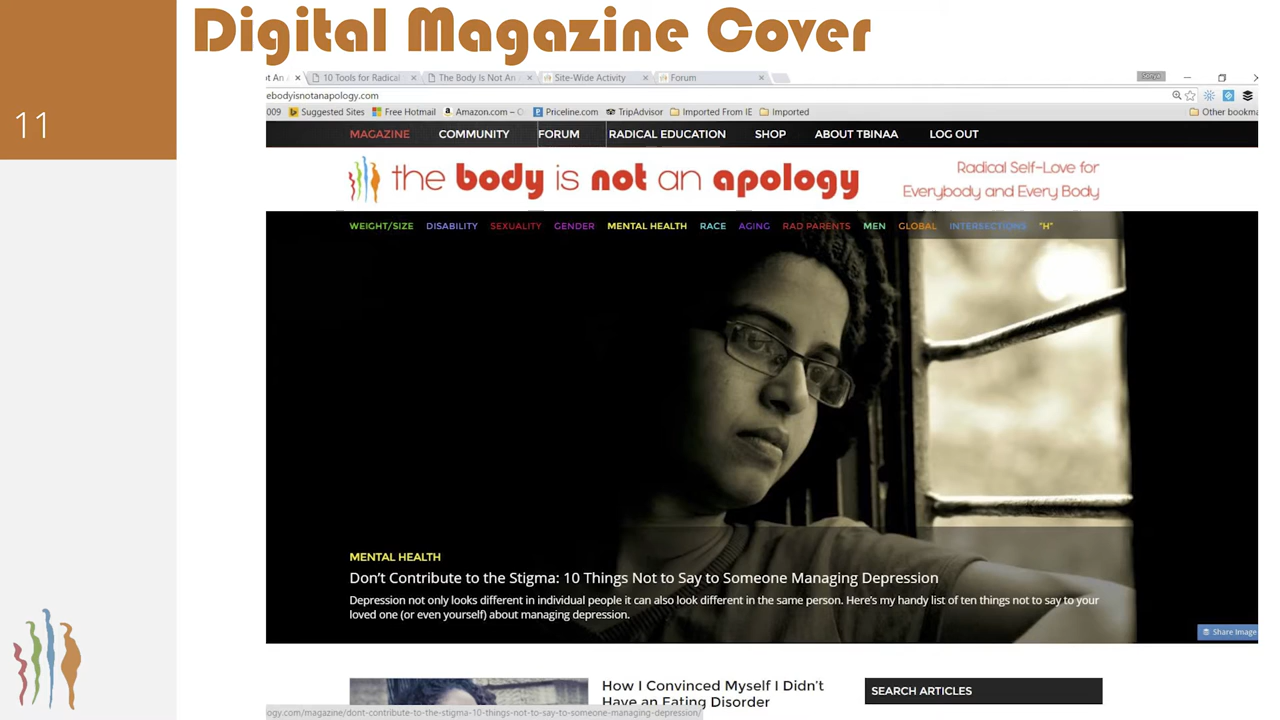 Digital Magazine Cover
11
ot An A
10 Tools for Radical
The Body Is Not An
Site-Wide Activity
Forum
Sonya
ebodyisnotanapology.com
009 Suggested Sites Free Hotmail Amazon.com – O Priceline.com TripAdvisor Imported From IE Imported Other bookma
MAGAZINE COMMUNITY FORUM RADICAL EDUCATION SHOP ABOUT TBINAA LOG OUT
the body is not an apology
Radical Self-Love for
Everybody and Every Body
WEIGHT/SIZE DISABILITY SEXUALITY GENDER MENTAL HEALTH RACE AGING RAD PARENTS MEN GLOBAL INTERSECTIONS "H"
MENTAL HEALTH
Don't Contribute to the Stigma: 10 Things Not to Say to Someone Managing Depression
Depression not only looks different in individual people it can also look different in the same person. Here's my handy list of ten things not to say to your
loved one (or even yourself) about managing depression.
Share Image
How I Convinced Myself I Didn't
Have an Eating Disorder
SEARCH ARTICLES
ogy.com/magazine/dont-contribute-to-the-stigma-10-things-not-to-say-to-someone-managing-depression/